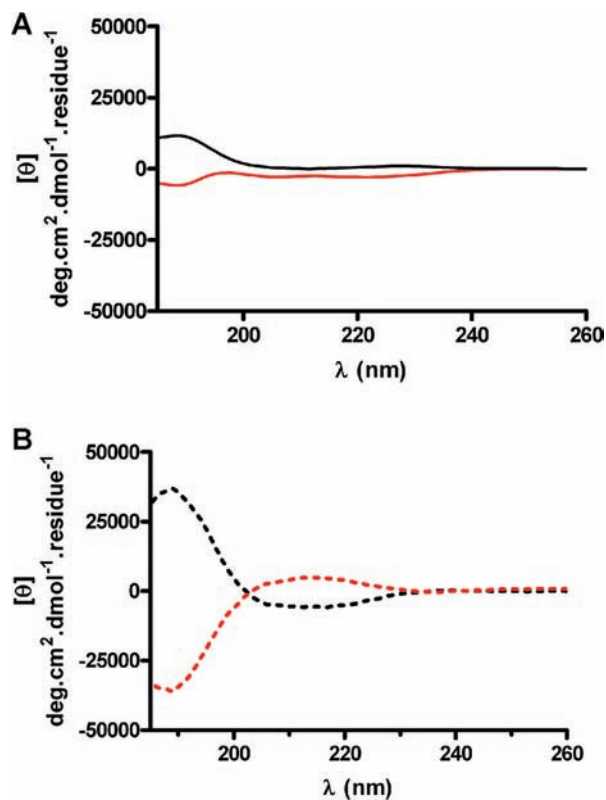 A
[θ]
deg.cm².dmol⁻¹.residue⁻¹
50000
25000
0
-25000
-50000
200
220
240
260
λ (nm)
B
[θ]
deg.cm².dmol⁻¹.residue⁻¹
50000
25000
0
-25000
-50000
200
220
240
260
λ (nm)